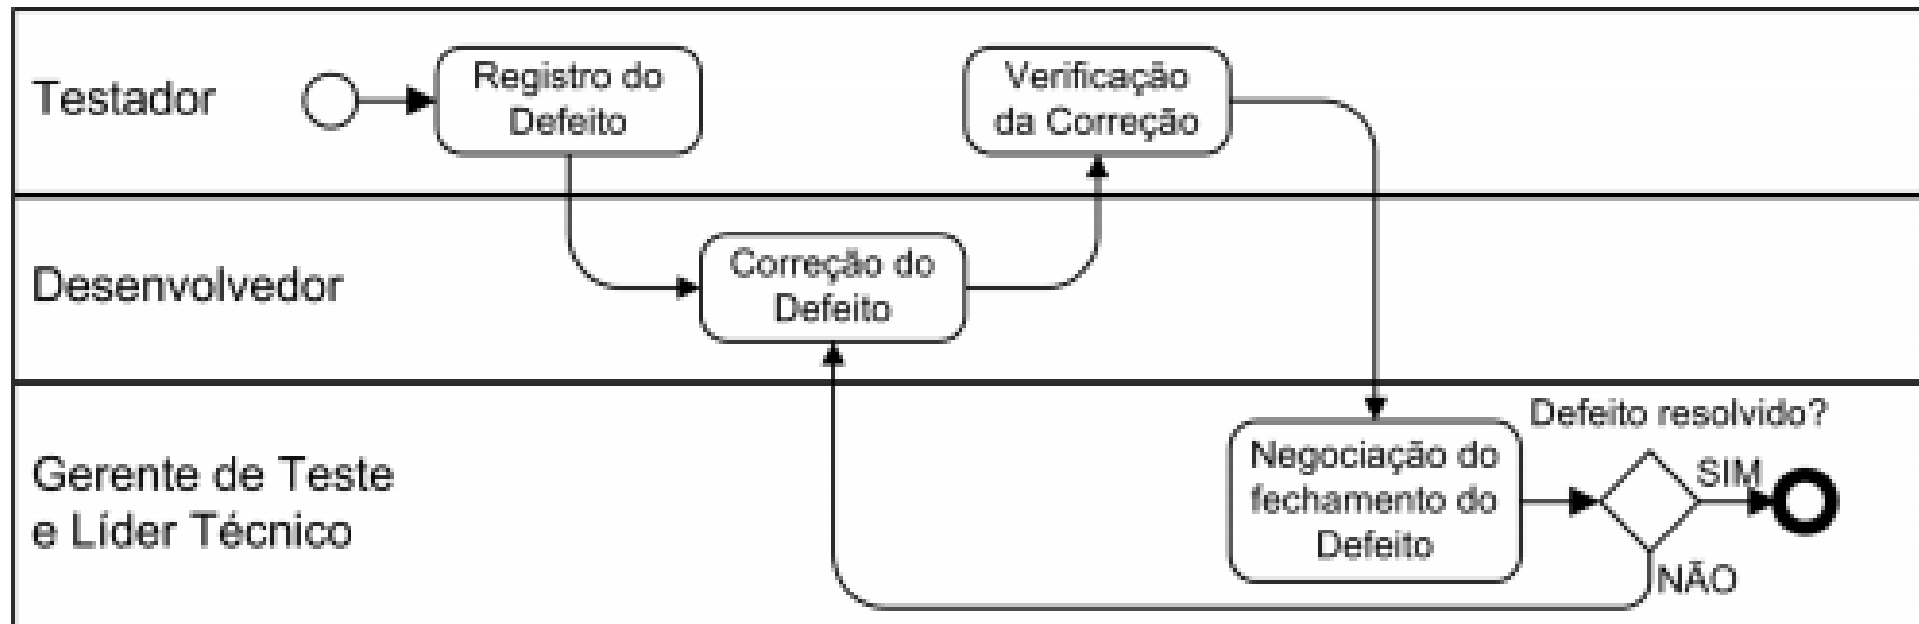 Testador
Registro do
Defeito
Verificação
da Correção
Desenvolvedor
Correção do
Defeito
Gerente de Teste
e Líder Técnico
Negociação do
fechamento do
Defeito
Defeito resolvido?
SIM
NÃO